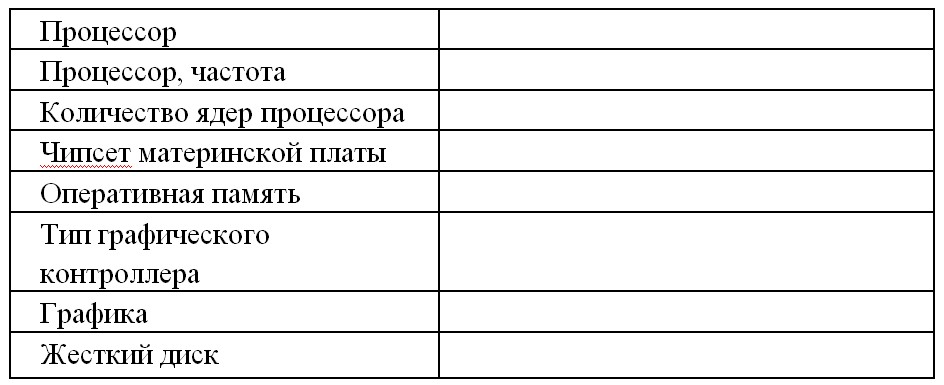 Процессор
Процессор, частота
Количество ядер процессора
Чипсет материнской платы
Оперативная память
Тип графического
контроллера
Графика
Жесткий диск